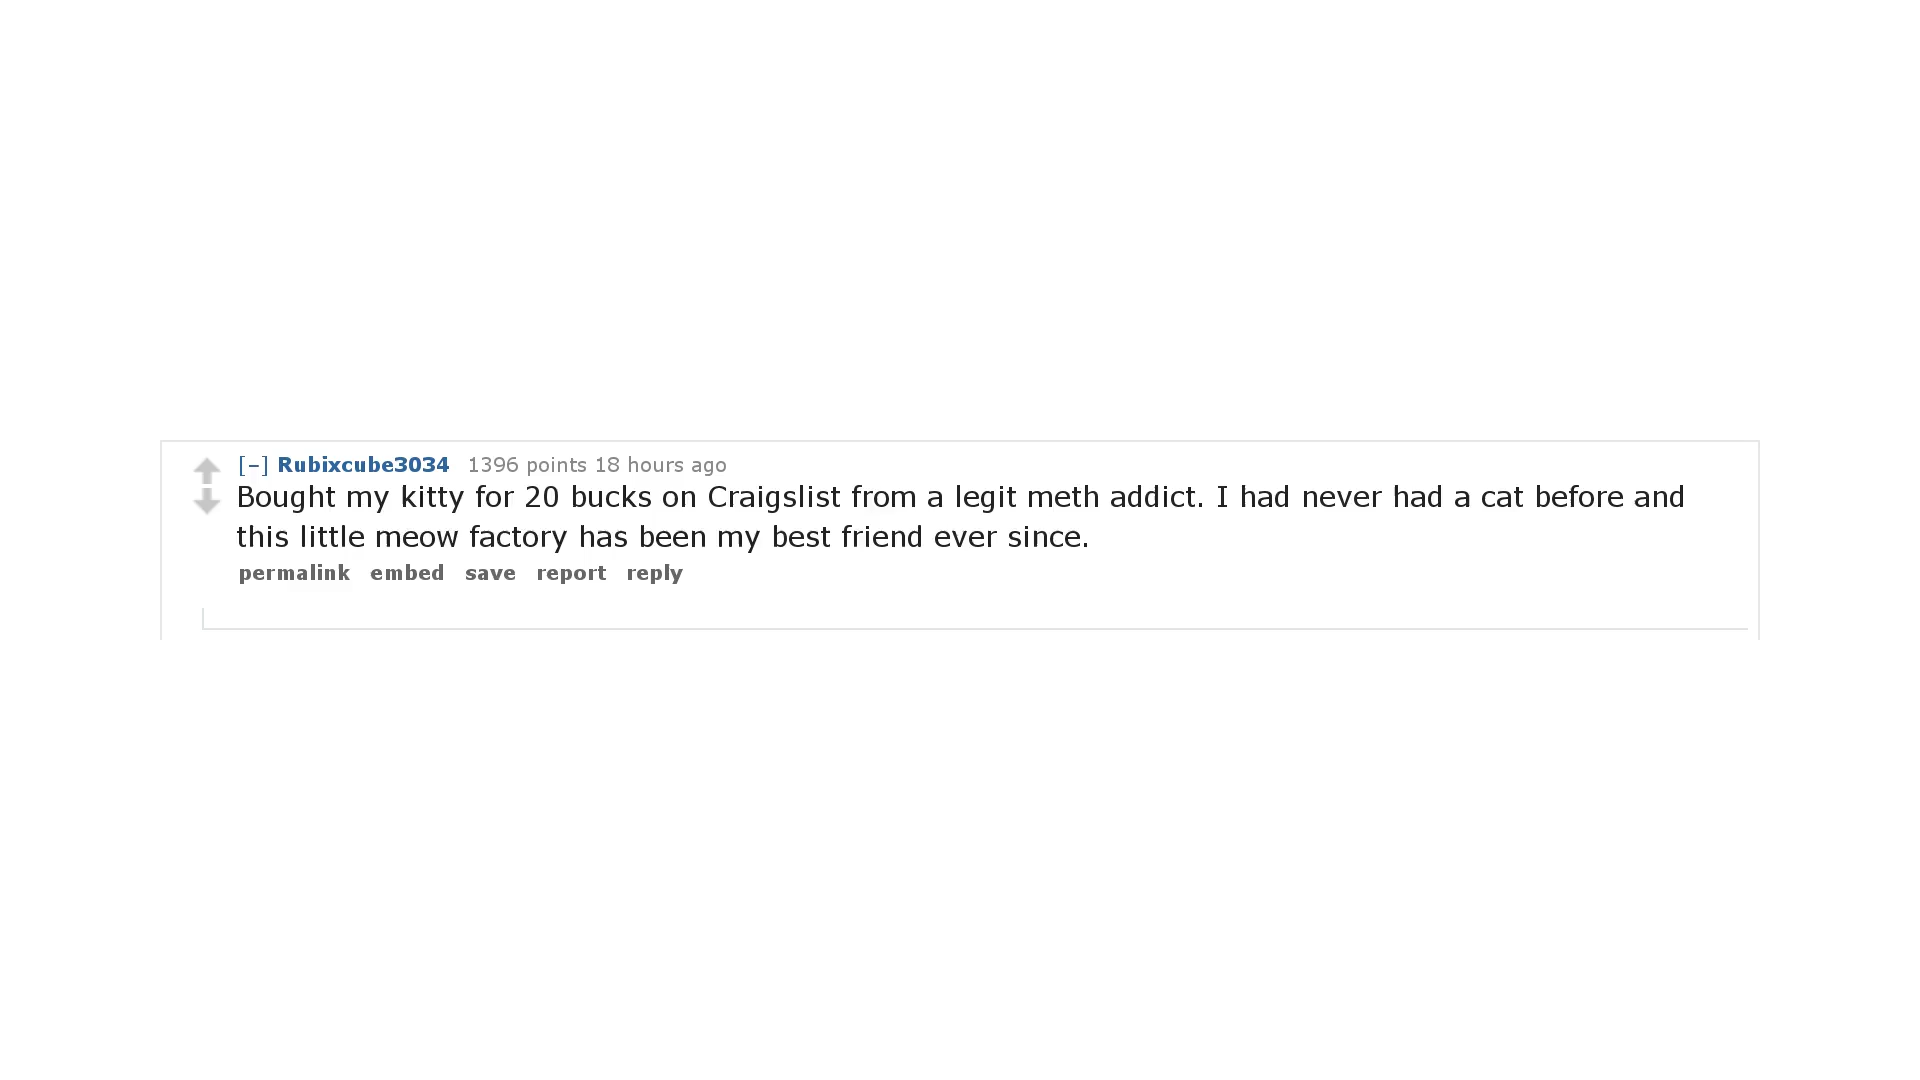 [–] Rubixcube3034 1396 points 18 hours ago
Bought my kitty for 20 bucks on Craigslist from a legit meth addict. I had never had a cat before and
this little meow factory has been my best friend ever since.
permalink embed save report reply